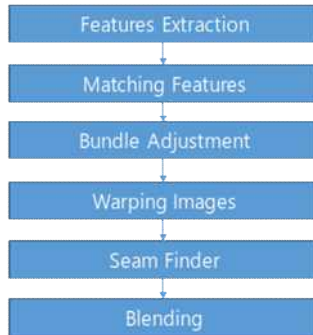 Features Extraction
Matching Features
Bundle Adjustment
Warping Images
Seam Finder
Blending